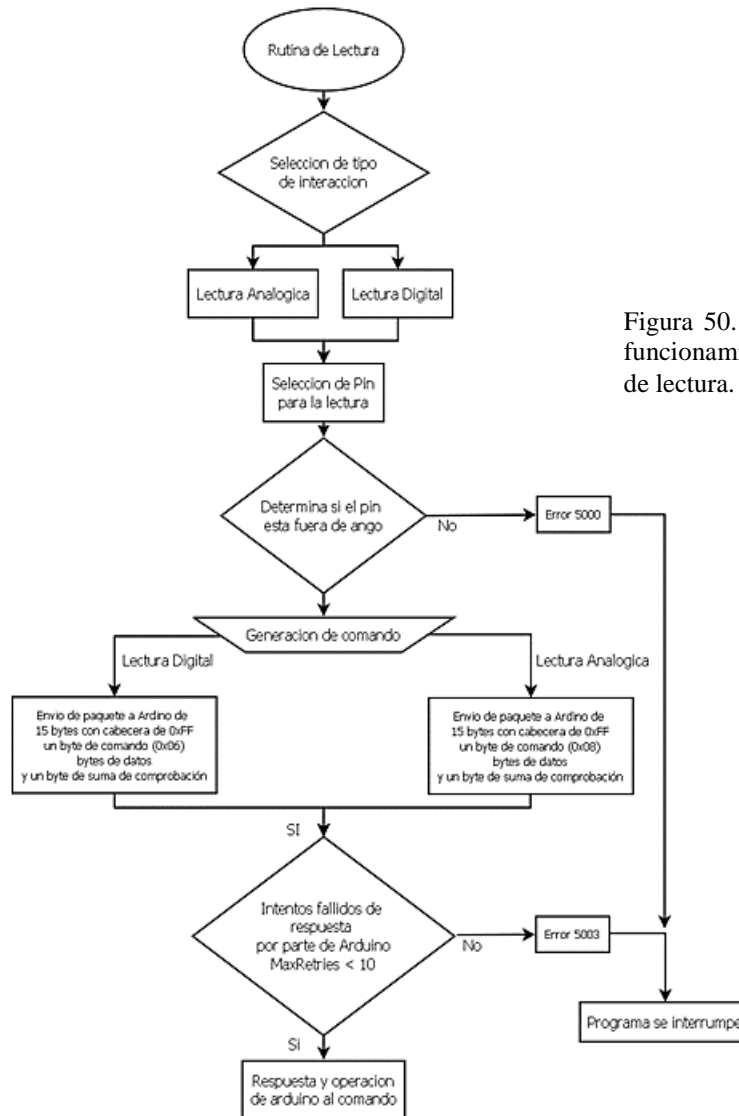 Rutina de Lectura
Seleccion de tipo
de interaccion
Lectura Analogica
Lectura Digital
Figura 50.
funcionami
de lectura.
Seleccion de Pin
para la lectura
Determina si el pin
esta fuera de ango
No
Error 5000
Generacion de comando
Lectura Digital
Lectura Analogica
Envio de paquete a Ardino de
15 bytes con cabecera de 0xFF
un byte de comando (0x06)
bytes de datos
y un byte de suma de comprobación
Envio de paquete a Ardino de
15 bytes con cabecera de 0xFF
un byte de comando (0x08)
bytes de datos
y un byte de suma de comprobación
SI
Intentos fallidos de
respuesta
por parte de Arduino
MaxRetries < 10
No
Error 5003
Programa se interrumpe
Si
Respuesta y operacion
de arduino al comando